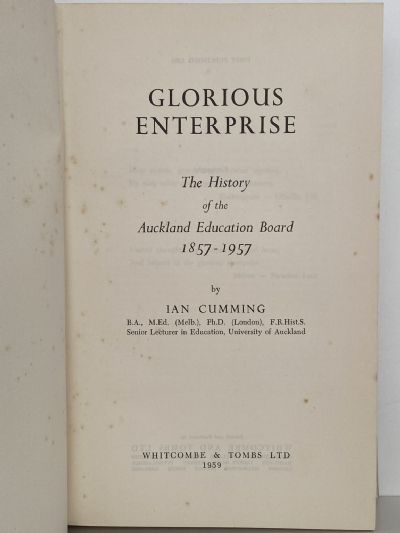 GLORIOUS
ENTERPRISE
The History
of the
Auckland Education Board
1857-1957
by
IAN CUMMING
B.A., M.Ed. (Melb.), Ph.D. (London), F.R.Hist.S.
Senior Lecturer in Education, University of Auckland
WHITCOMBE & TOMBS LTD
1959